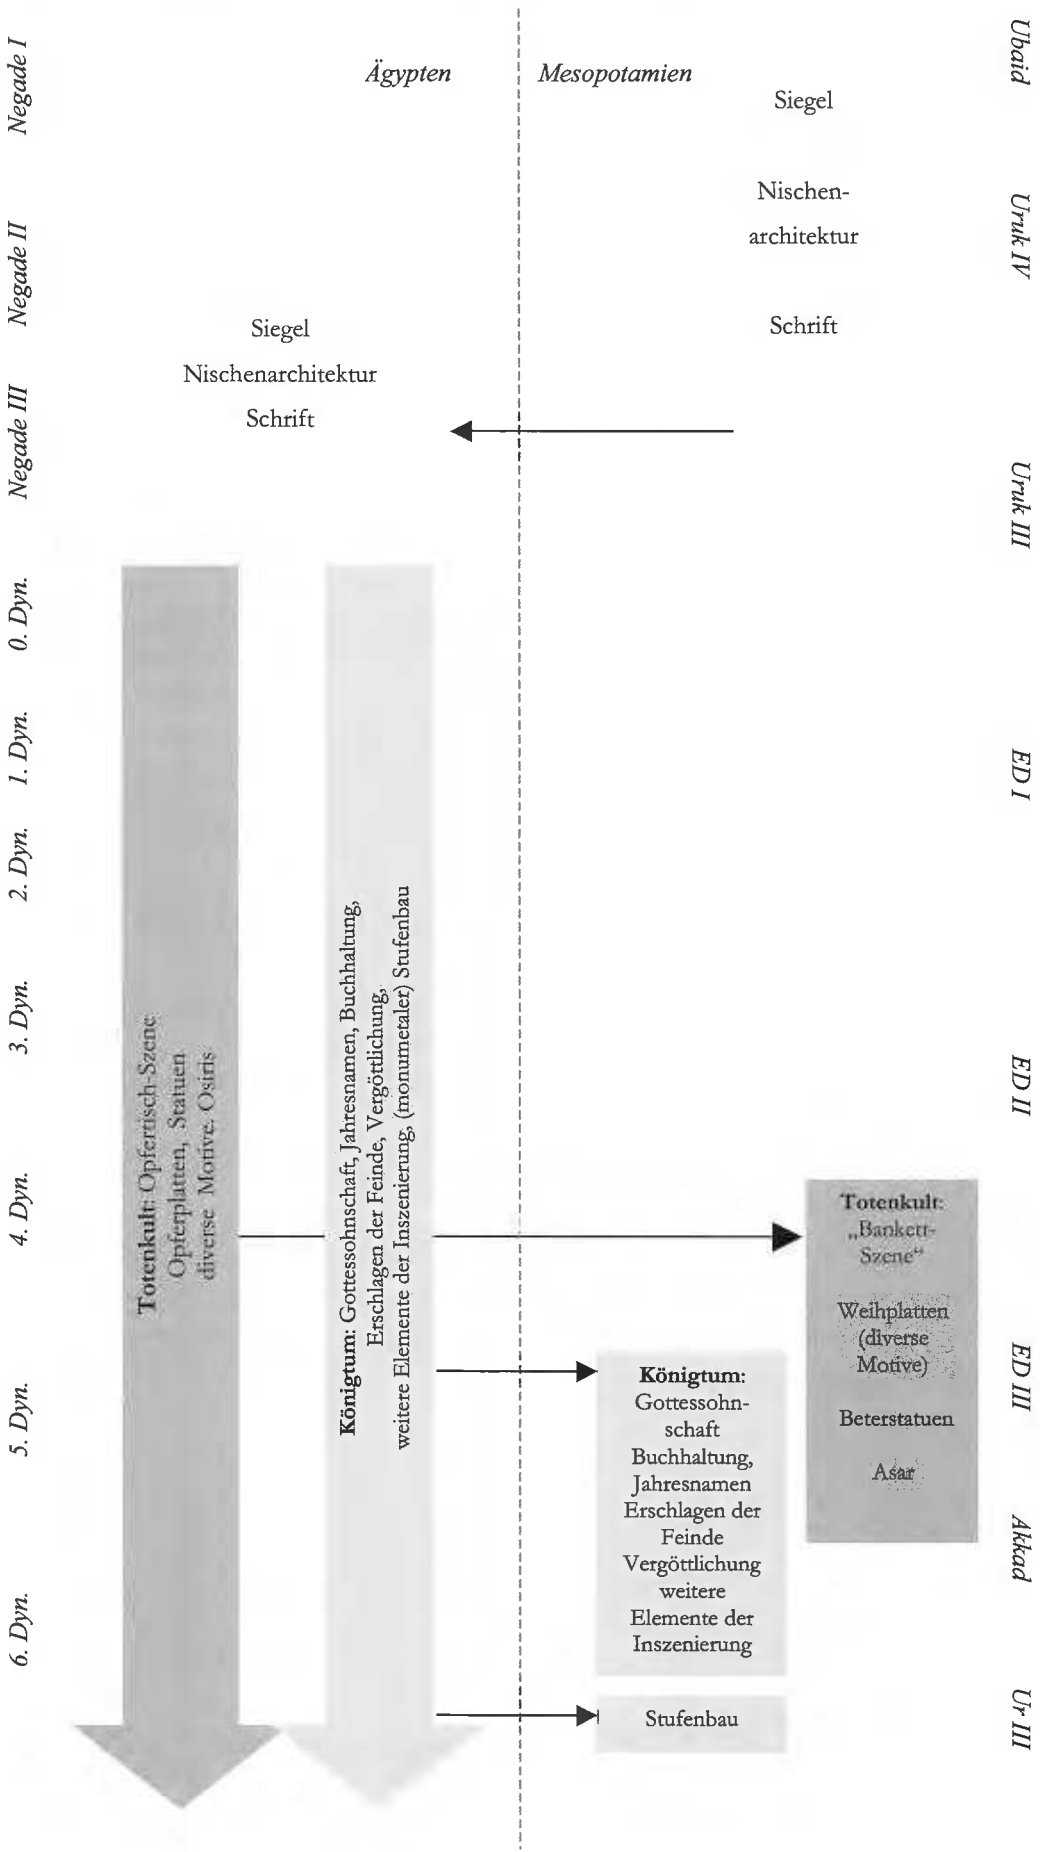 Ägypten
Mesopotamien
Negade I
Negade II
Negade III
0. Dyn.
1. Dyn.
2. Dyn.
3. Dyn.
4. Dyn.
5. Dyn.
6. Dyn.
Siegel
Nischenarchitektur
Schrift
Totenkult: Opfertisch-Szene
Opferplatten, Statuen
diverse Motive. Osiris
Königtum: Gottessohnschaft, Jahresnamen, Buchhaltung,
Erschlagen der Feinde, Vergöttlichung,
weitere Elemente der Inszenierung, (monumetaler) Stufenbau
Siegel
Nischen-
architektur
Schrift
Königtum:
Gottessohn-
schaft
Buchhaltung,
Jahresnamen
Erschlagen der
Feinde
Vergöttlichung
weitere
Elemente der
Inszenierung
Stufenbau
Totenkult:
„Bankett-
Szene“
Weihplatten
(diverse
Motive)
Beterstatuen
Asar
Ubaid
Uruk IV
Uruk III
ED I
ED II
ED III
Akkad
Ur III